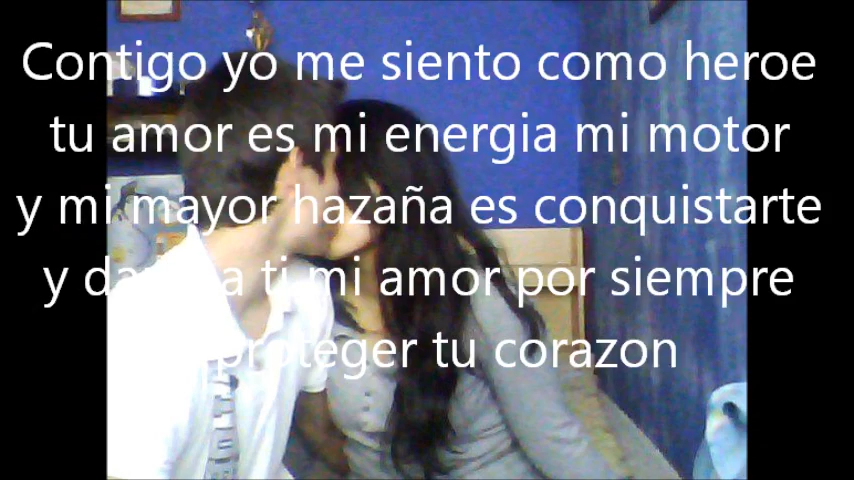 Contigo yo me siento como heroe
tu amor es mi energia mi motor
y mi mayor hazaña es conquistarte
y a ti mi amor por siempre
proteger tu corazon